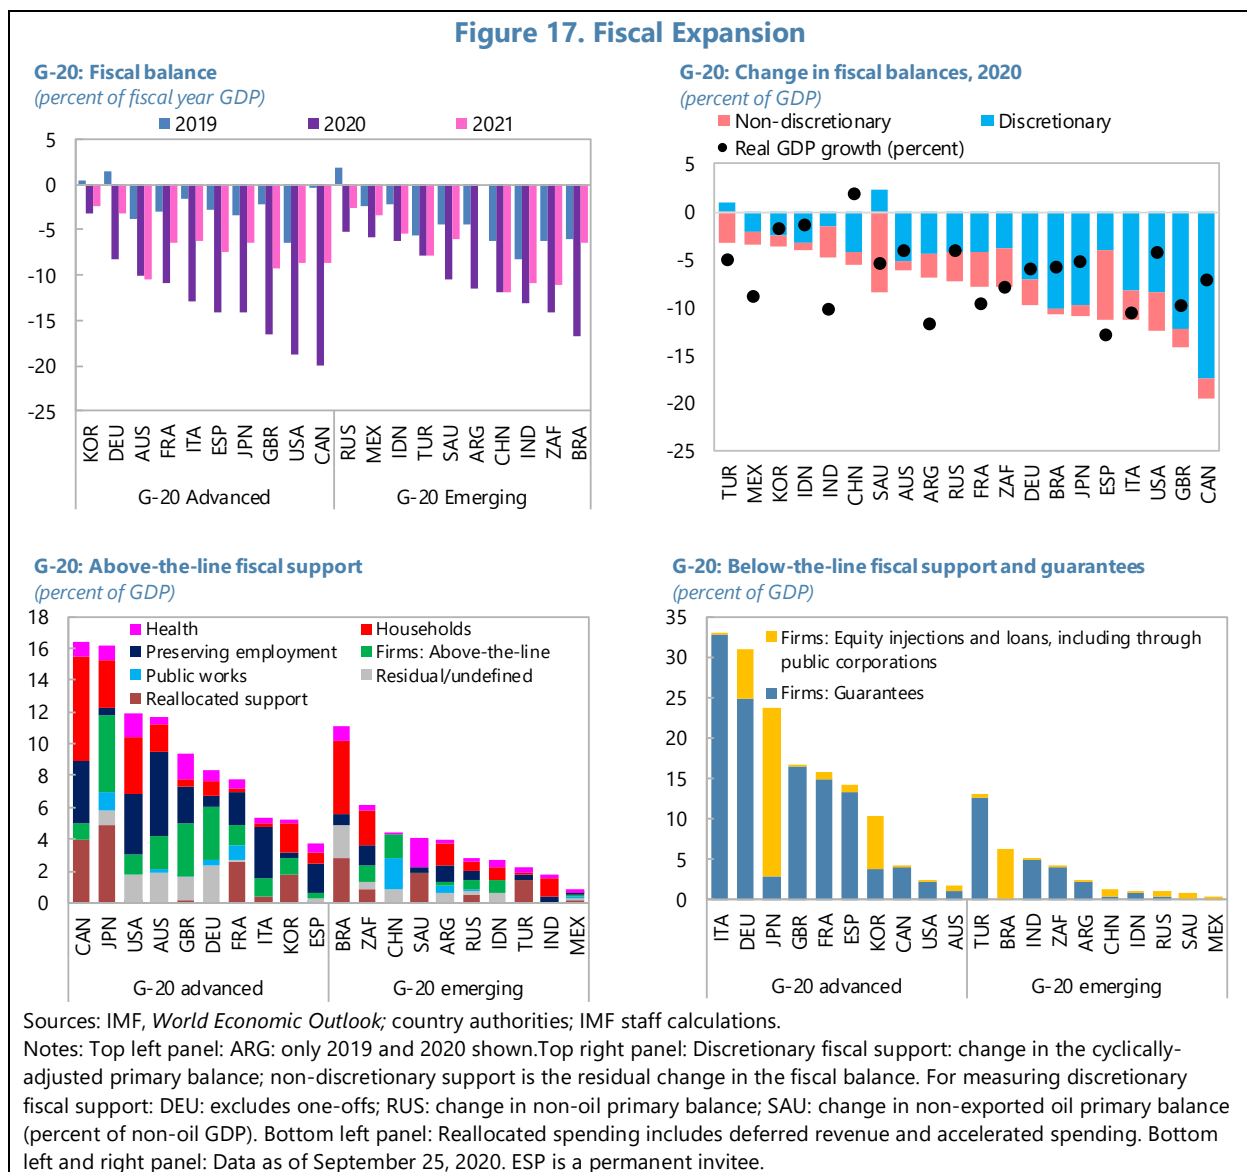 Figure 17. Fiscal Expansion
G-20: Fiscal balance
(percent of fiscal year GDP)
2019 2020 2021
5
0
-5
-10
-15
-20
-25
KOR DEU AUS FRA ITA ESP JPN GBR USA CAN RUS MEX IDN TUR SAU ARG CHN IND ZAF BRA
G-20 Advanced G-20 Emerging
G-20: Change in fiscal balances, 2020
(percent of GDP)
Non-discretionary Discretionary
Real GDP growth (percent)
5
0
-5
-10
-15
-20
-25
TUR MEX KOR IDN IND CHN SAU AUS ARG RUS FRA ZAF DEU BRA JPN ESP ITA USA GBR CAN
G-20: Above-the-line fiscal support
(percent of GDP)
18
16
14
12
10
8
6
4
2
0
Health Households
Preserving employment Firms: Above-the-line
Public works Residual/undefined
Reallocated support
CAN JPN USA AUS GBR DEU FRA ITA KOR ESP BRA ZAF CHN SAU ARG RUS IDN TUR IND MEX
G-20 advanced G-20 emerging
G-20: Below-the-line fiscal support and guarantees
(percent of GDP)
35
30
25
20
15
10
5
0
Firms: Equity injections and loans, including through
public corporations
Firms: Guarantees
ITA DEU JPN GBR FRA ESP KOR CAN USA AUS TUR BRA IND ZAF ARG CHN IDN RUS SAU MEX
G-20 advanced G-20 emerging
Sources: IMF, World Economic Outlook; country authorities; IMF staff calculations.
Notes: Top left panel: ARG: only 2019 and 2020 shown.Top right panel: Discretionary fiscal support: change in the cyclically-
adjusted primary balance; non-discretionary support is the residual change in the fiscal balance. For measuring discretionary
fiscal support: DEU: excludes one-offs; RUS: change in non-oil primary balance; SAU: change in non-exported oil primary balance
(percent of non-oil GDP). Bottom left panel: Reallocated spending includes deferred revenue and accelerated spending. Bottom
left and right panel: Data as of September 25, 2020. ESP is a permanent invitee.